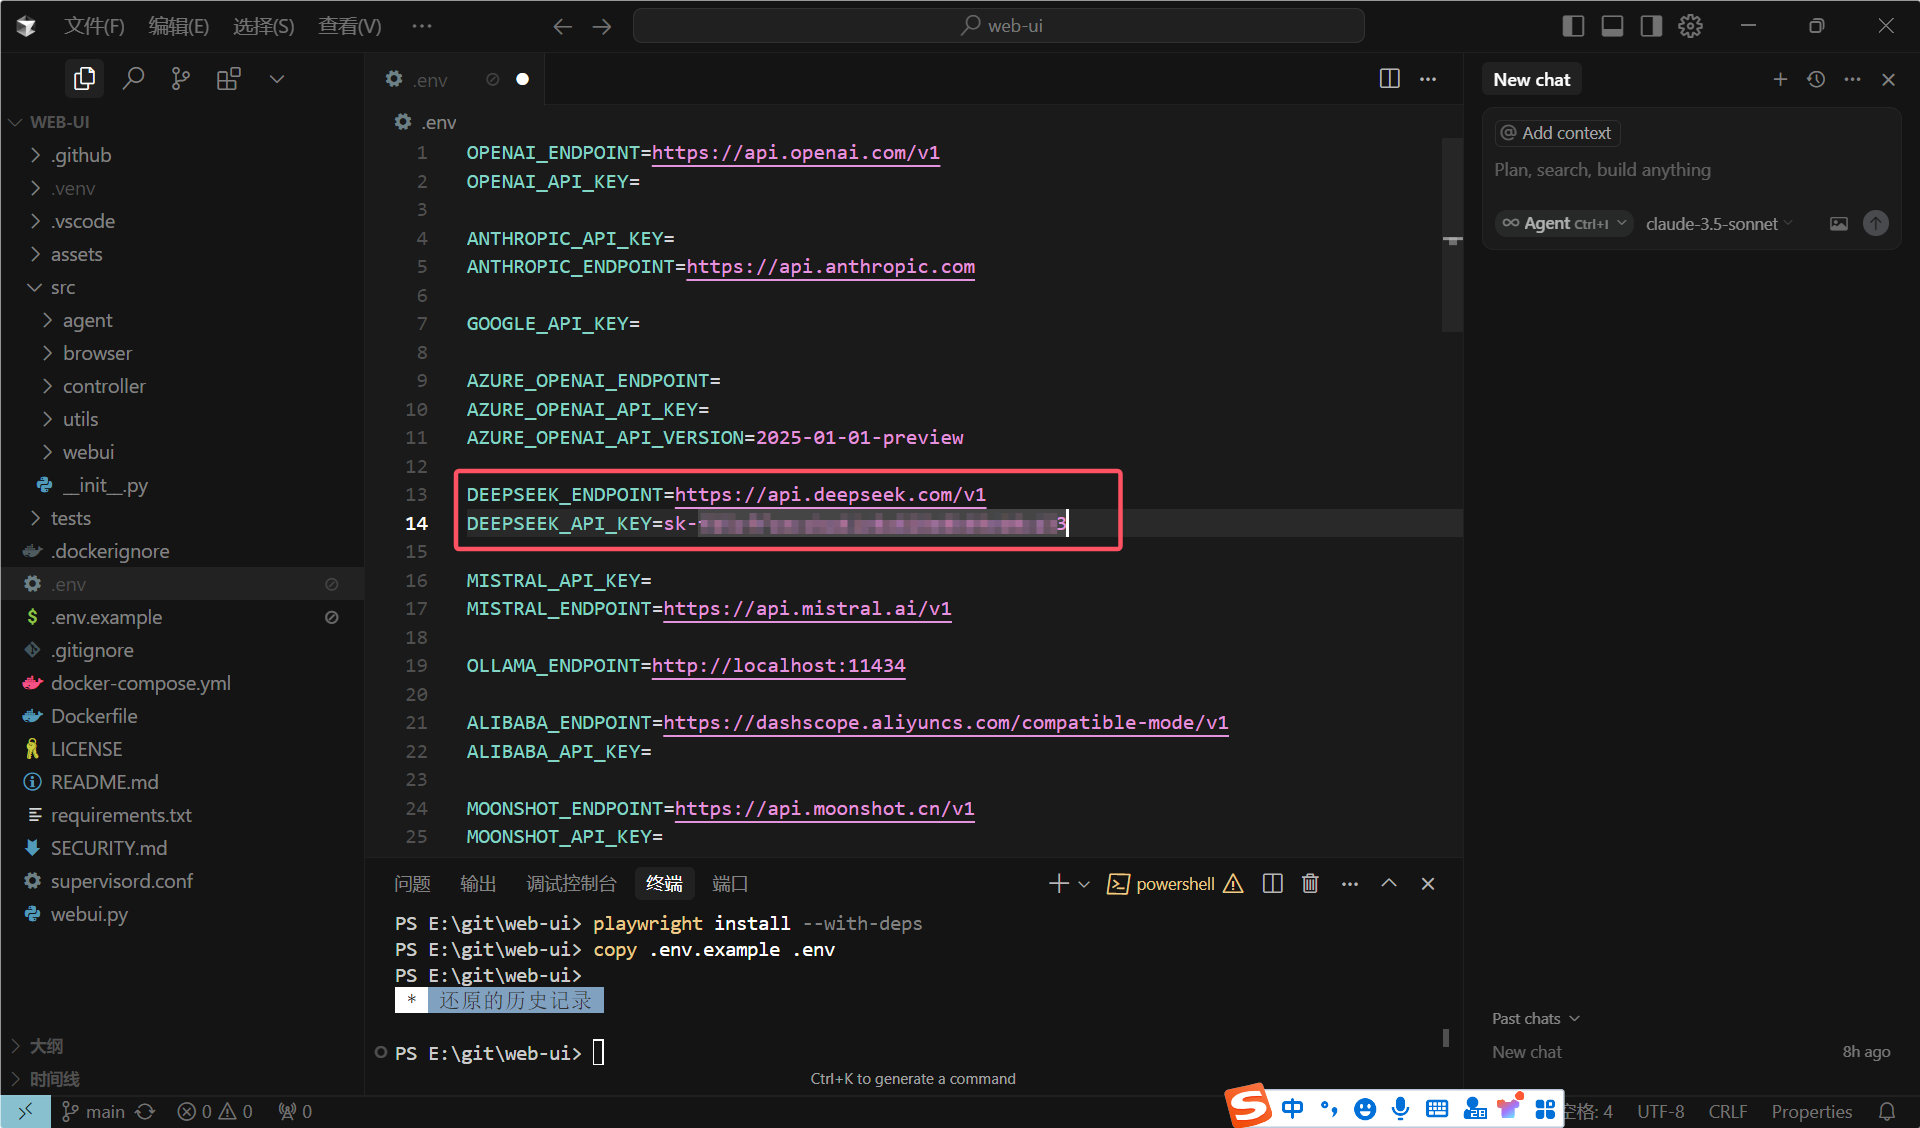 文件(F) 编辑(E) 选择(S) 查看(V) ··· web-ui
.env
New chat
WEB-UI
.github
.venv
.vscode
assets
src
agent
browser
controller
utils
webui
__init__.py
tests
.dockerignore
.env
.env.example
.gitignore
docker-compose.yml
Dockerfile
LICENSE
README.md
requirements.txt
SECURITY.md
supervisord.conf
webui.py
大纲
时间线
.env
1 OPENAI_ENDPOINT=https://api.openai.com/v1
2 OPENAI_API_KEY=
3
4 ANTHROPIC_API_KEY=
5 ANTHROPIC_ENDPOINT=https://api.anthropic.com
6
7 GOOGLE_API_KEY=
8
9 AZURE_OPENAI_ENDPOINT=
10 AZURE_OPENAI_API_KEY=
11 AZURE_OPENAI_API_VERSION=2025-01-01-preview
12
13 DEEPSEEK_ENDPOINT=https://api.deepseek.com/v1
14 DEEPSEEK_API_KEY=sk- 3
15
16 MISTRAL_API_KEY=
17 MISTRAL_ENDPOINT=https://api.mistral.ai/v1
18
19 OLLAMA_ENDPOINT=http://localhost:11434
20
21 ALIBABA_ENDPOINT=https://dashscope.aliyuncs.com/compatible-mode/v1
22 ALIBABA_API_KEY=
23
24 MOONSHOT_ENDPOINT=https://api.moonshot.cn/v1
25 MOONSHOT_API_KEY=
问题 输出 调试控制台 终端 端口 powershell
PS E:\git\web-ui> playwright install --with-deps
PS E:\git\web-ui> copy .env.example .env
PS E:\git\web-ui>
* 还原的历史记录
PS E:\git\web-ui>
Ctrl+K to generate a command
@ Add context
Plan, search, build anything
∞ Agent Ctrl+I claude-3.5-sonnet
Past chats
New chat 8h ago
main 0 0 0
S 中 28
空格: 4 UTF-8 CRLF Properties